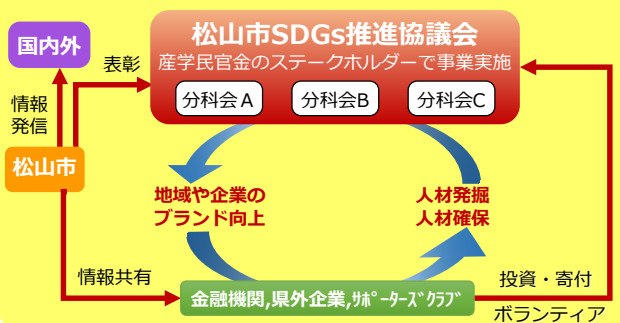 松山市SDGs推進協議会
産学民官金のステークホルダーで事業実施
分科会A
分科会B
分科会C
国内外
表彰
情報
発信
松山市
地域や企業の
ブランド向上
人材発掘
人材確保
情報共有
金融機関,県外企業,ｻﾎﾟｰﾀｰｽﾞｸﾗﾌﾞ
投資・寄付
ボランティア